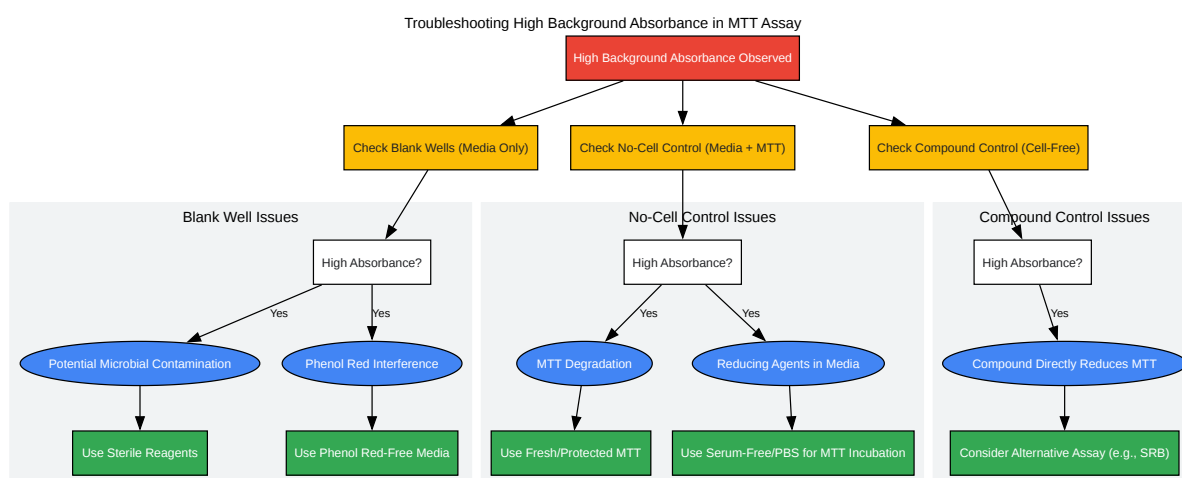 Troubleshooting High Background Absorbance in MTT Assay
High Background Absorbance Observed
Check Blank Wells (Media Only)
Check No-Cell Control (Media + MTT)
Check Compound Control (Cell-Free)
Blank Well Issues
No-Cell Control Issues
Compound Control Issues
High Absorbance?
High Absorbance?
High Absorbance?
Yes
Yes
Yes
Yes
Yes
Potential Microbial Contamination
Phenol Red Interference
MTT Degradation
Reducing Agents in Media
Compound Directly Reduces MTT
Use Sterile Reagents
Use Phenol Red-Free Media
Use Fresh/Protected MTT
Use Serum-Free/PBS for MTT Incubation
Consider Alternative Assay (e.g., SRB)